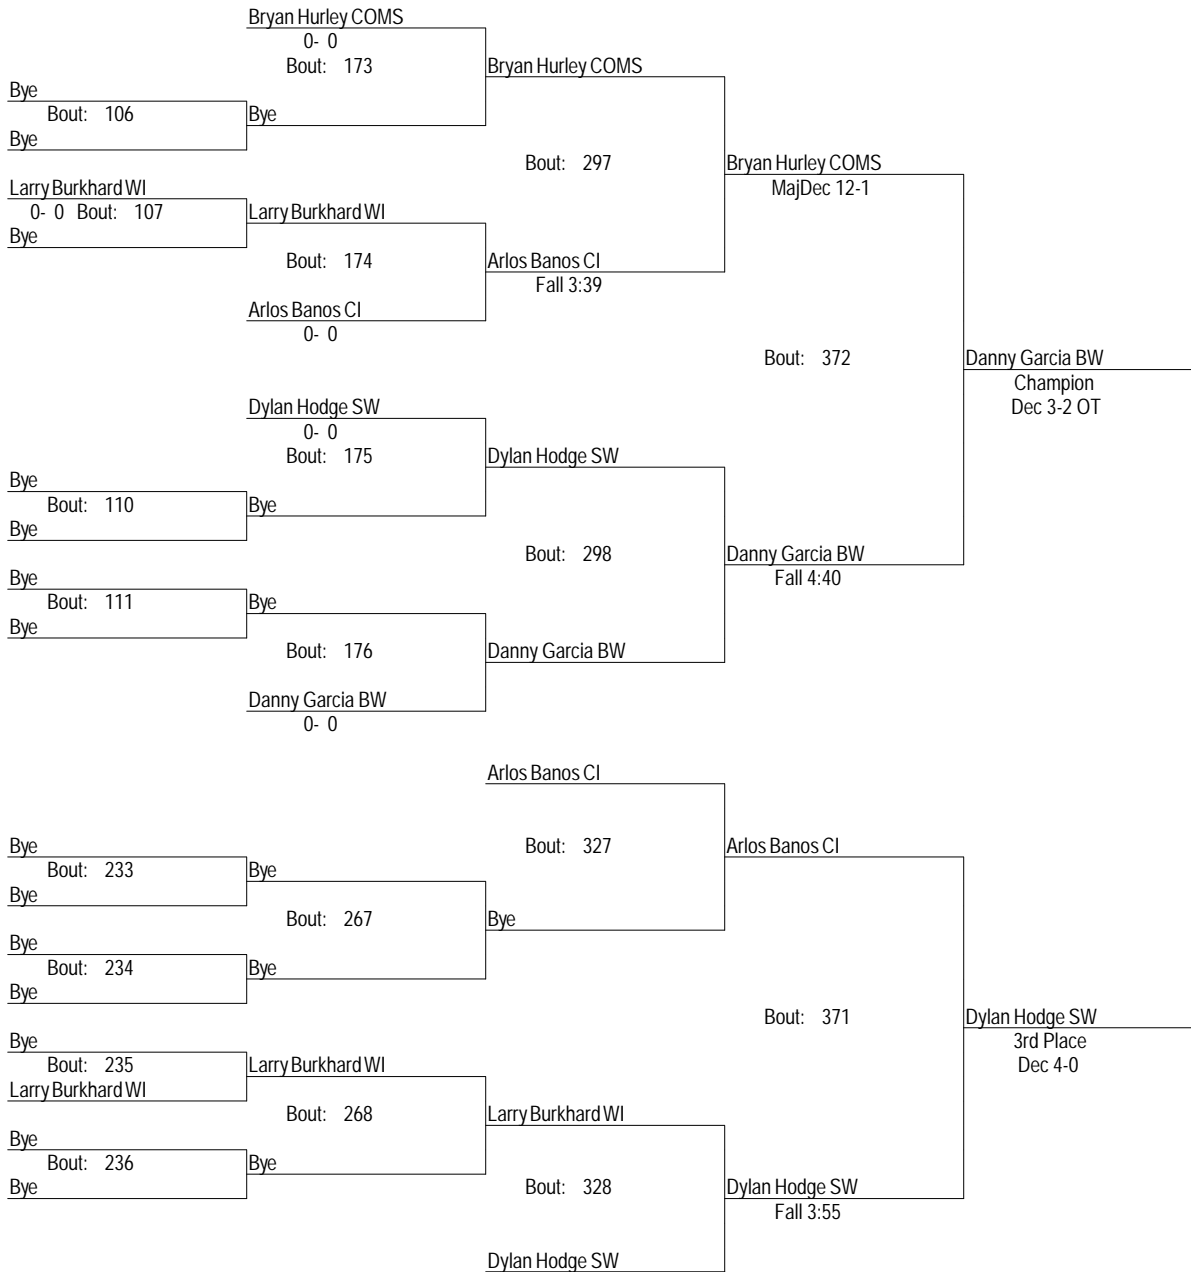 Bryan Hurley COMS
0- 0
Bout: 173
Bryan Hurley COMS
Bye
Bout: 106
Bye
Bye
Bout: 297
Bryan Hurley COMS
MajDec 12-1
Larry Burkhard WI
0- 0 Bout: 107
Larry Burkhard WI
Bye
Bout: 174
Arlos Banos CI
Fall 3:39
Arlos Banos CI
0- 0
Bout: 372
Danny Garcia BW
Champion
Dec 3-2 OT
Dylan Hodge SW
0- 0
Bout: 175
Dylan Hodge SW
Bye
Bout: 110
Bye
Bye
Bout: 298
Danny Garcia BW
Fall 4:40
Bye
Bout: 111
Bye
Bye
Bout: 176
Danny Garcia BW
Danny Garcia BW
0- 0
Arlos Banos CI
Bout: 327
Arlos Banos CI
Bye
Bout: 233
Bye
Bye
Bout: 267
Bye
Bye
Bout: 234
Bye
Bye
Bout: 371
Dylan Hodge SW
3rd Place
Dec 4-0
Bye
Bout: 235
Larry Burkhard WI
Larry Burkhard WI
Bout: 268
Larry Burkhard WI
Bye
Bout: 236
Bye
Bye
Bout: 328
Dylan Hodge SW
Fall 3:55
Dylan Hodge SW